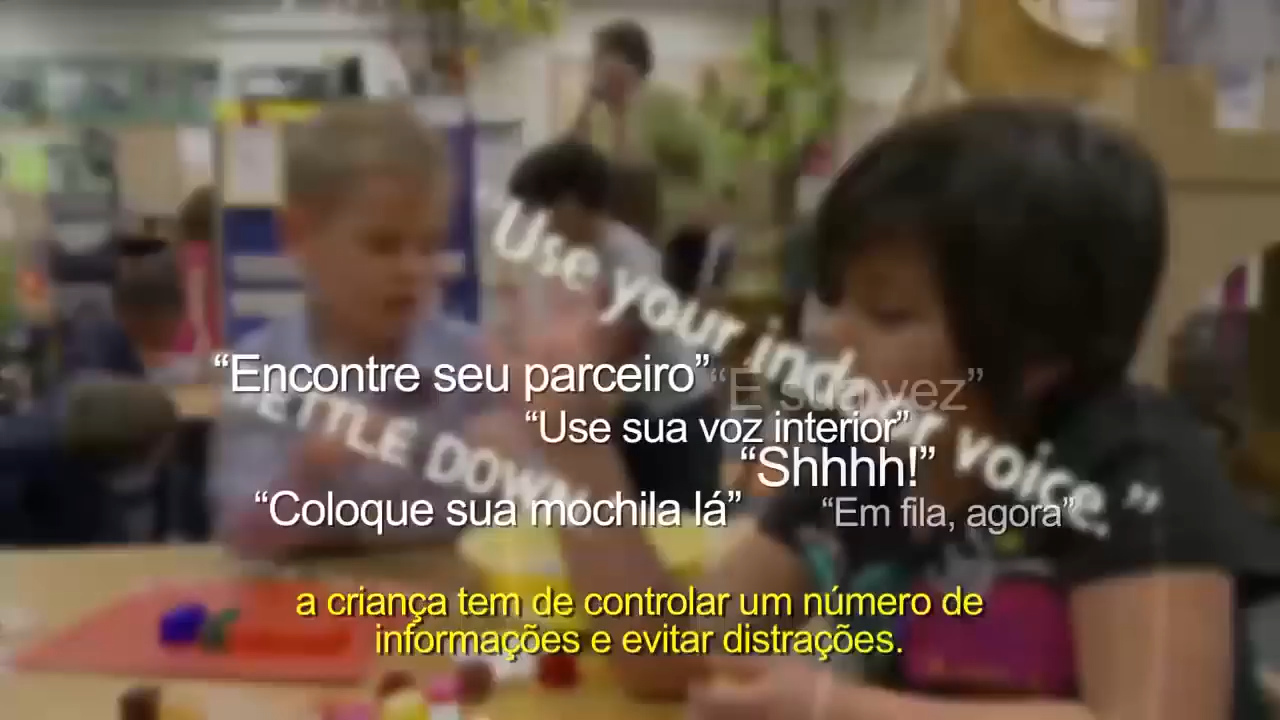 “Use your indoor voice.”
“Encontre seu parceiro”
“É sua vez”
“Use sua voz interior”
ETTLE DOWN
“Shhhh!”
“Coloque sua mochila lá”
“Em fila, agora”
a criança tem de controlar um número de
informações e evitar distrações.